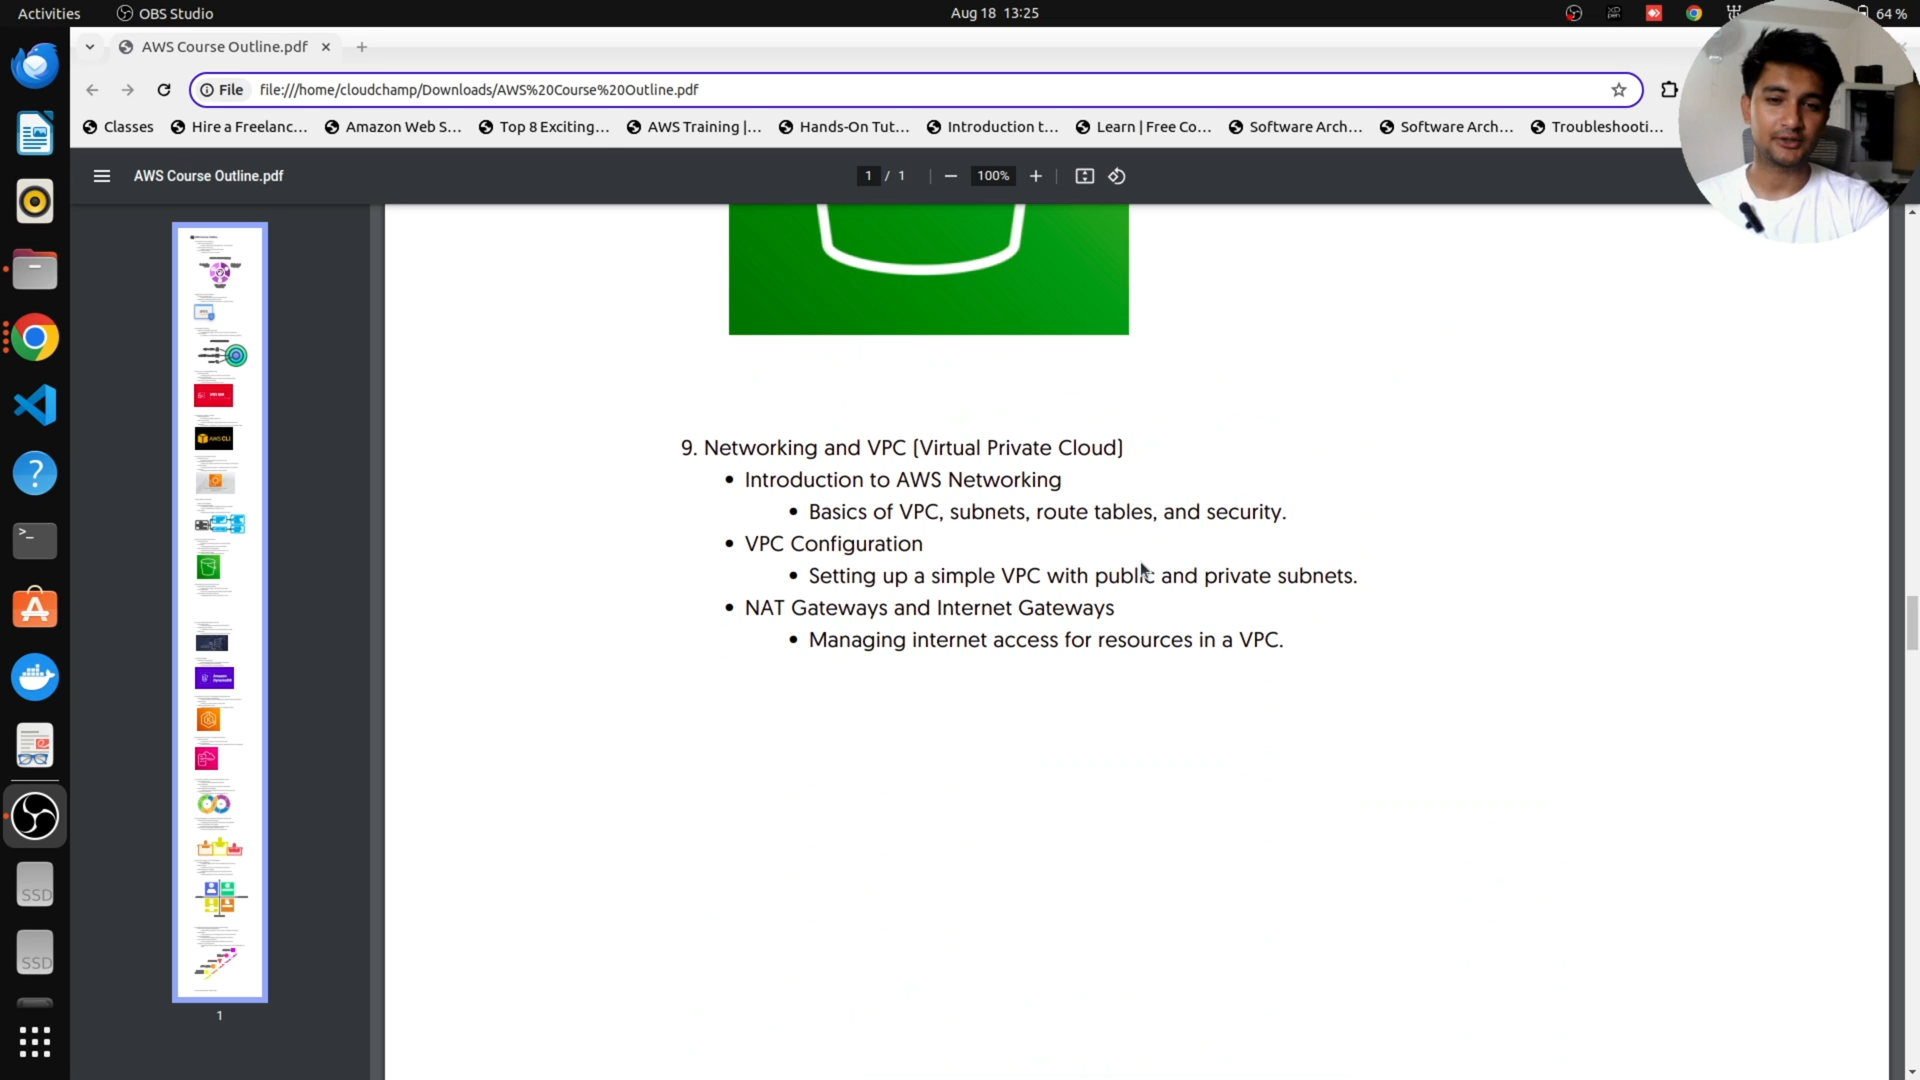 Activities
OBS Studio
Aug 18 13:25
64 %
AWS Course Outline.pdf
File
file:///home/cloudchamp/Downloads/AWS%20Course%20Outline.pdf
Classes
Hire a Freelanc...
Amazon Web S...
Top 8 Exciting...
AWS Training |...
Hands-On Tut...
Introduction t...
Learn | Free Co...
Software Arch...
Software Arch...
Troubleshooti...
AWS Course Outline.pdf
1 / 1
100%
9. Networking and VPC (Virtual Private Cloud)
• Introduction to AWS Networking
• Basics of VPC, subnets, route tables, and security.
• VPC Configuration
• Setting up a simple VPC with public and private subnets.
• NAT Gateways and Internet Gateways
• Managing internet access for resources in a VPC.
AWS CLI
Amazon
DynamoDB
1
SSD
SSD